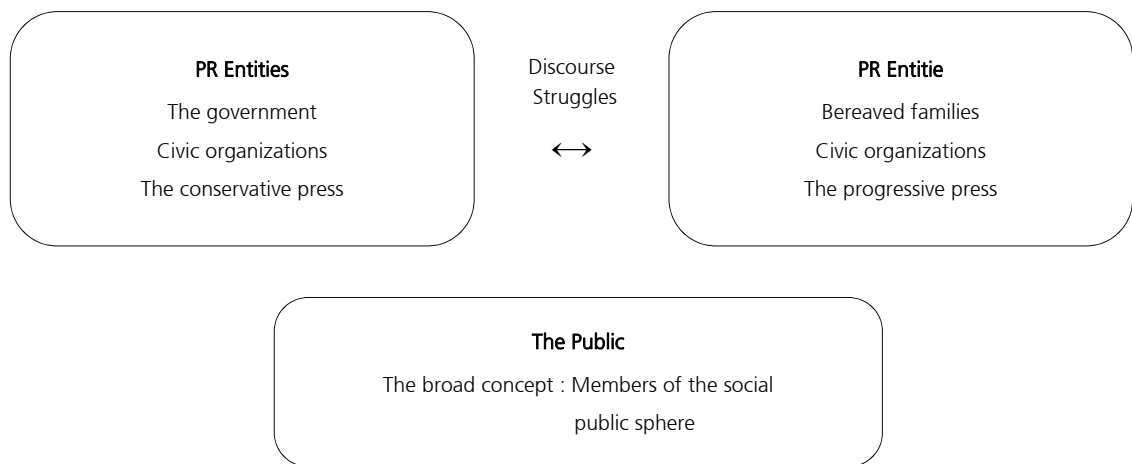 PR Entities
The government
Civic organizations
The conservative press
Discourse
Struggles
↔
PR Entitie
Bereaved families
Civic organizations
The progressive press
The Public
The broad concept : Members of the social
public sphere